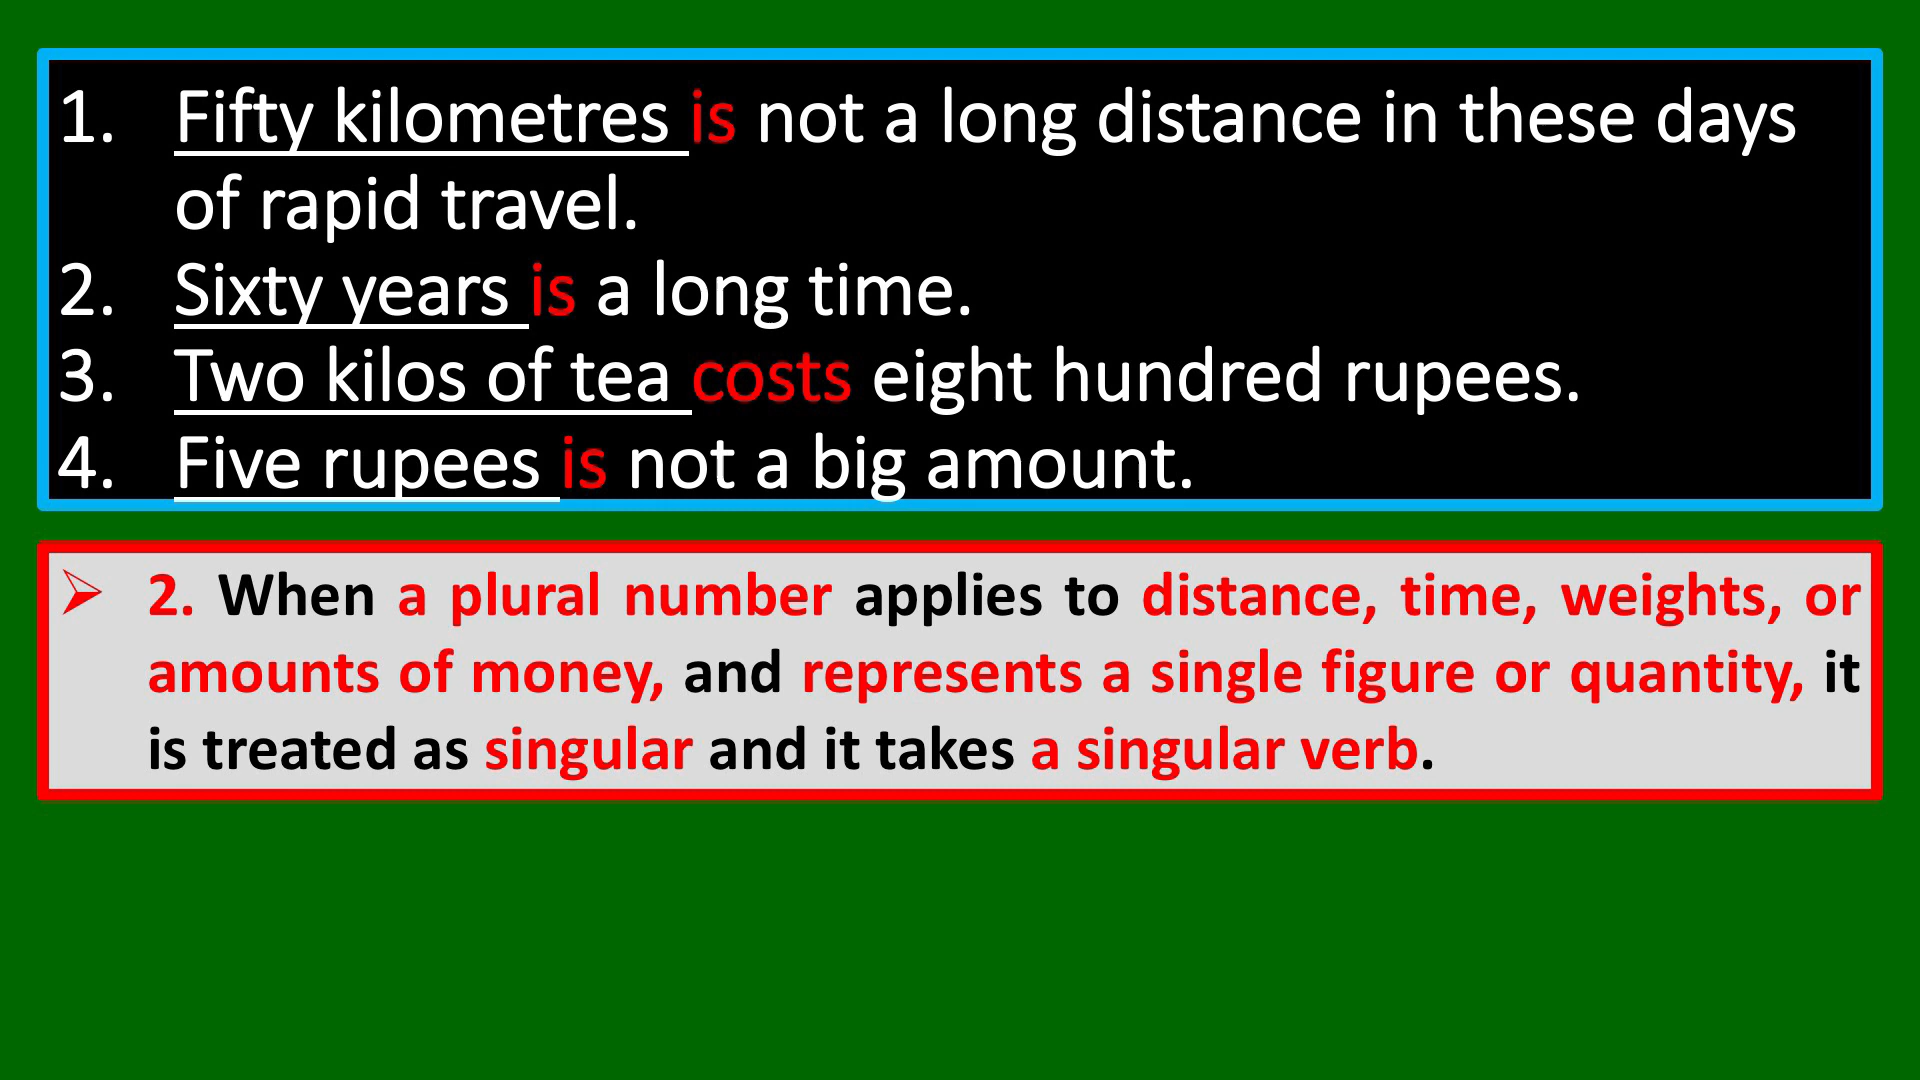 1. Fifty kilometres is not a long distance in these days
of rapid travel.
2. Sixty years is a long time.
3. Two kilos of tea costs eight hundred rupees.
4. Five rupees is not a big amount.
➢ 2. When a plural number applies to distance, time, weights, or
amounts of money, and represents a single figure or quantity, it
is treated as singular and it takes a singular verb.